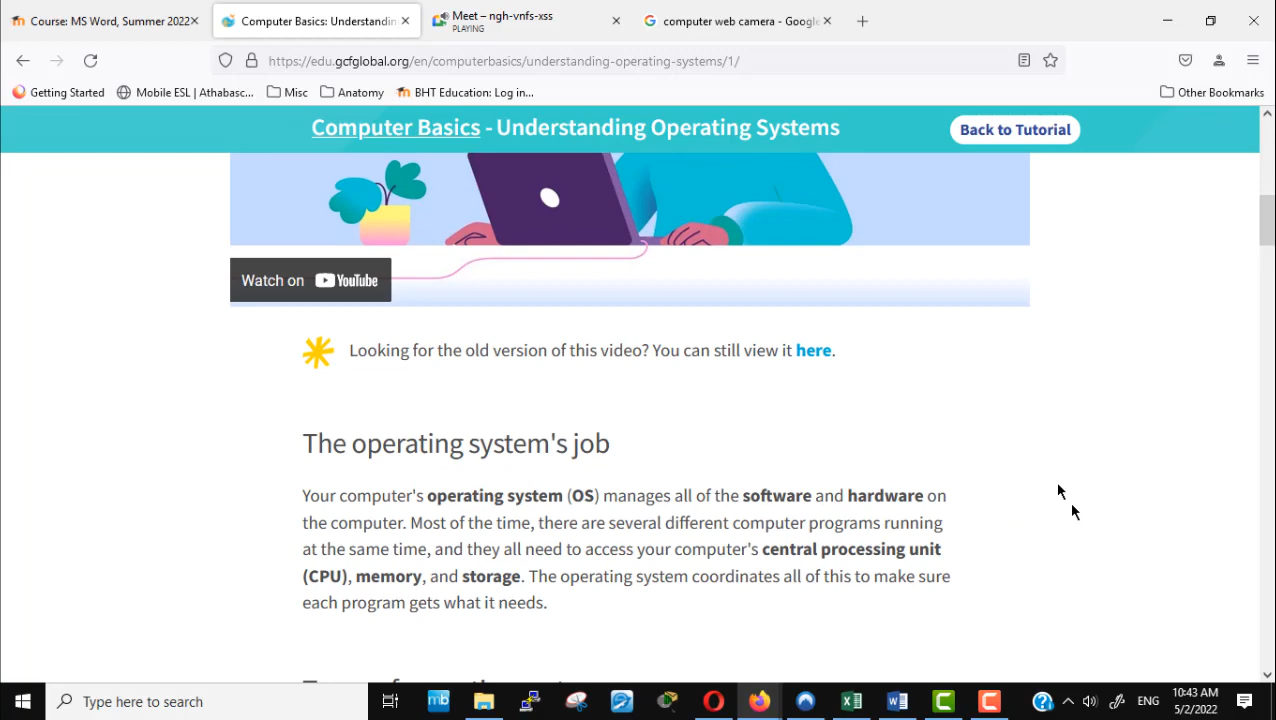 Course: MS Word, Summer 2022
Computer Basics: Understandin
Meet – ngh-vnfs-xss
PLAYING
computer web camera - Google
https://edu.gcfglobal.org/en/computerbasics/understanding-operating-systems/1/
Getting Started
Mobile ESL | Athabasc...
Misc
Anatomy
BHT Education: Log in...
Other Bookmarks
Computer Basics - Understanding Operating Systems
Back to Tutorial
Watch on YouTube
Looking for the old version of this video? You can still view it here.
The operating system's job
Your computer's operating system (OS) manages all of the software and hardware on
the computer. Most of the time, there are several different computer programs running
at the same time, and they all need to access your computer's central processing unit
(CPU), memory, and storage. The operating system coordinates all of this to make sure
each program gets what it needs.
Type here to search
mb
ENG
10:43 AM
5/2/2022